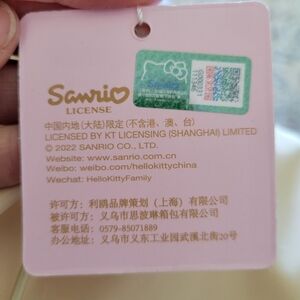 Sanrio
LICENSE
中国内地(大陆)限定(不含港、澳、台)
LICENSED BY KT LICENSING (SHANGHAI) LIMITED
© 2022 SANRIO CO., LTD.
Website: www.sanrio.com.cn
Weibo: weibo.com/hellokittychina
Wechat: HelloKittyFamily
许可方: 利鸥品牌策划(上海)有限公司
被许可方: 义乌市思波琳箱包有限公司
客服电话: 0579-85071889
办公地址: 义乌市义东工业园武溪北街20号